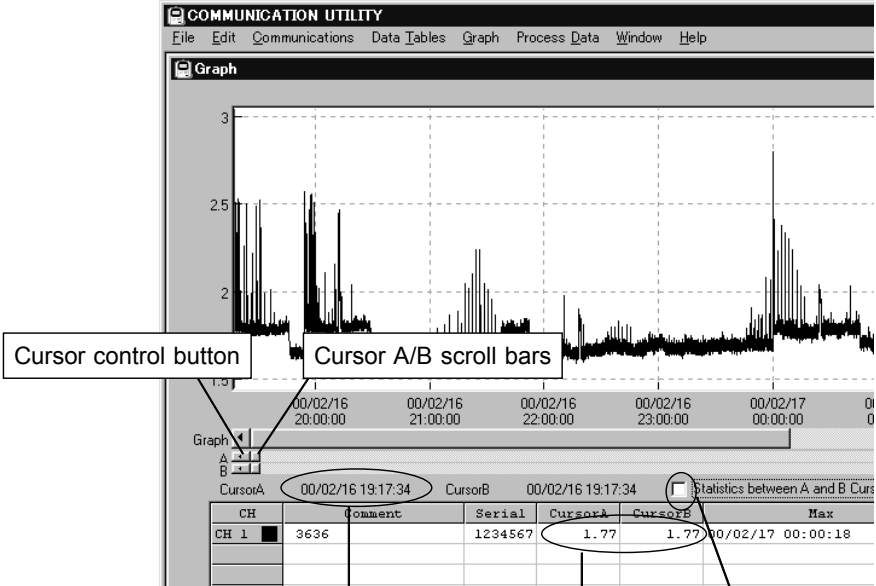 COMMUNICATION UTILITY
File Edit Communications Data Tables Graph Process Data Window Help
Graph
3
2.5
2
1.5
Cursor control button
Cursor A/B scroll bars
00/02/16 00/02/16 00/02/16 00/02/16 00/02/17
20:00:00 21:00:00 22:00:00 23:00:00 00:00:00
Graph
A
B
CursorA 00/02/16 19:17:34 CursorB 00/02/16 19:17:34 Statistics between A and B Curs
CH Comment Serial CursorA CursorB Max
CH 1 3636 1234567 1.77 1.77 00/02/17 00:00:18